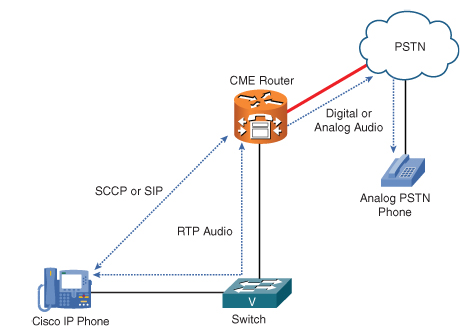 PSTN
CME Router
Digital or
Analog Audio
SCCP or SIP
Analog PSTN
Phone
RTP Audio
V
Cisco IP Phone
Switch